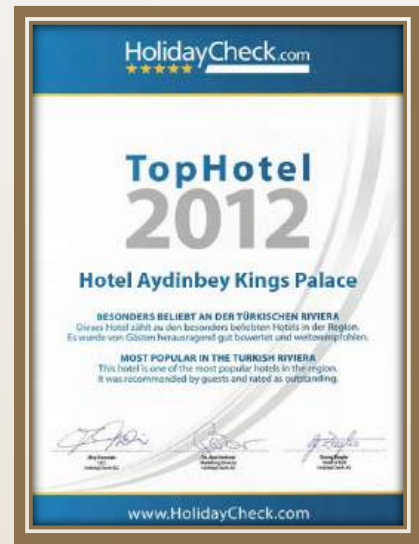 HolidayCheck.com
TopHotel
2012
Hotel Aydinbey Kings Palace
BESONDERS BELIEBT AN DER TÜRKISCHEN RIVIERA
Dieses Hotel zählt zu den besonders beliebten Hotels in der Region.
Es wurde von Gästen herausragend gut bewertet und weiterempfohlen.
MOST POPULAR IN THE TURKISH RIVIERA
This hotel is one of the most popular hotels in the region.
It was recommended by guests and rated as outstanding.
www.HolidayCheck.com